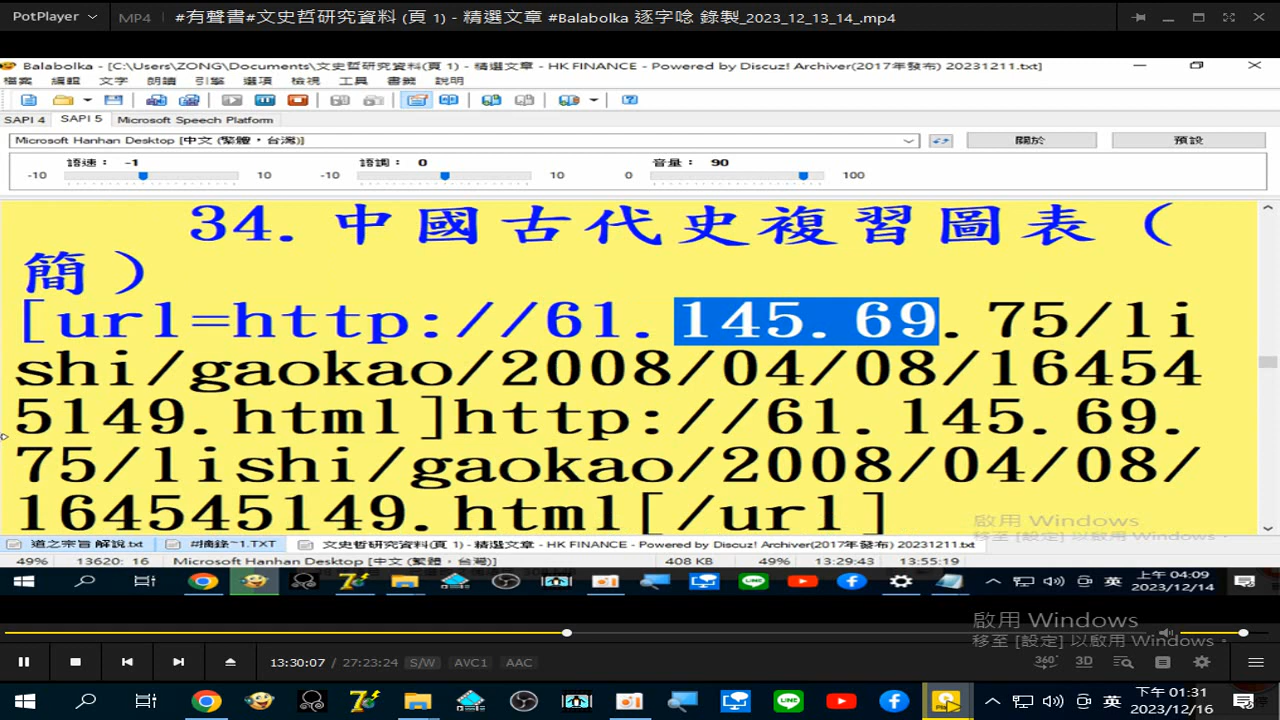 PotPlayer
MP4
#有聲書#文史哲研究資料 (頁 1) - 精選文章 #Balabolka 逐字唸 錄製_2023_12_13_14_.mp4
Balabolka - [C:\Users\ZONG\Documents\文史哲研究資料(頁 1) - 精選文章 - HK FINANCE - Powered by Discuz! Archiver(2017年發布) 20231211.txt]
檔案 編輯 文字 朗讀 引擎 選項 檢視 工具 書籤 說明
SAPI 4 SAPI 5 Microsoft Speech Platform
Microsoft Hanhan Desktop [中文 (繁體，台灣)]
關於
預設
語速： -1 語調： 0 音量： 90
-10 10 -10 10 0 100
34.中國古代史複習圖表（
簡）
[url=http://61.145.69.75/li
shi/gaokao/2008/04/08/16454
5149.html]http://61.145.69.
75/lishi/gaokao/2008/04/08/
164545149.html[/url]
啟用 Windows
移至 [設定] 以啟用 Windows。
道之宗旨 解說.txt #摘錄~1.TXT 文史哲研究資料(頁 1) - 精選文章 - HK FINANCE - Powered by Discuz! Archiver(2017年發布) 20231211.txt
49% 13620: 16 Microsoft Hanhan Desktop [中文 (繁體，台灣)] 408 KB 49% 13:29:43 13:55:19
英
上午 04:09
2023/12/14
啟用 Windows
移至 [設定] 以啟用 Windows。
13:30:07 / 27:23:24 S/W AVC1 AAC
360° 3D
英
下午 01:31
2023/12/16